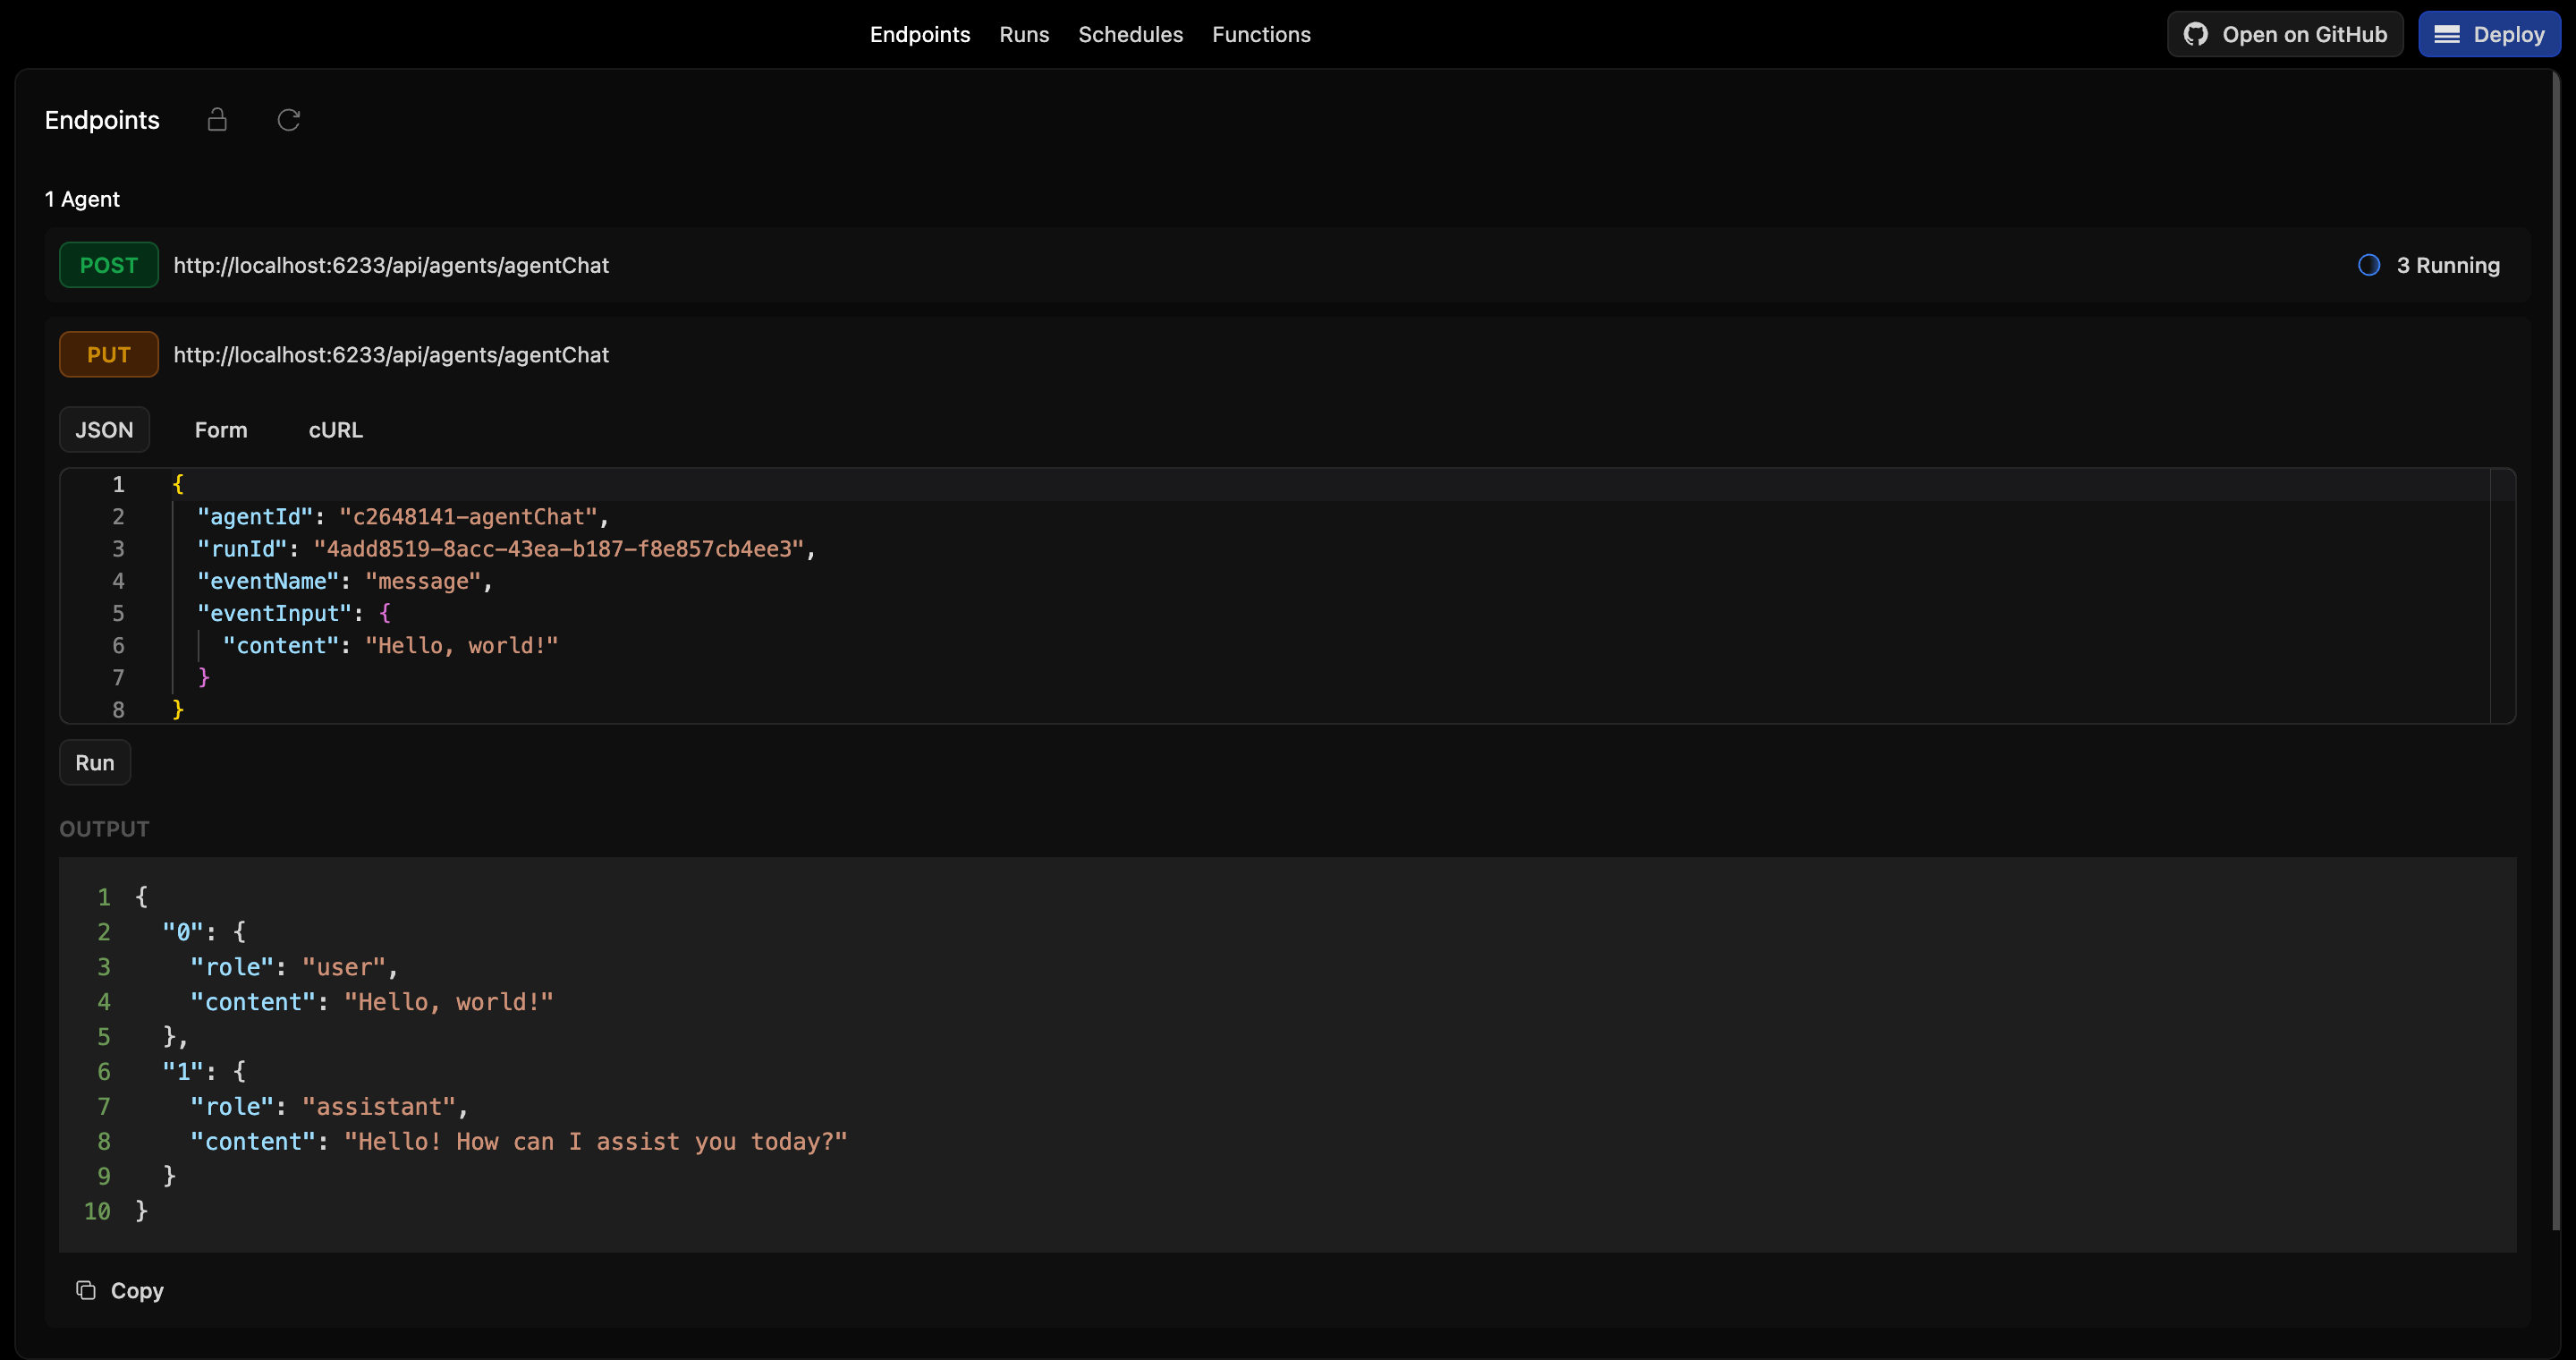 Endpoints Runs Schedules Functions Open on GitHub Deploy
Endpoints
1 Agent
POST http://localhost:6233/api/agents/agentChat 3 Running
PUT http://localhost:6233/api/agents/agentChat
JSON Form cURL
1 {
2   "agentId": "c2648141-agentChat",
3   "runId": "4add8519-8acc-43ea-b187-f8e857cb4ee3",
4   "eventName": "message",
5   "eventInput": {
6     "content": "Hello, world!"
7   }
8 }
Run
OUTPUT
1 {
2   "0": {
3     "role": "user",
4     "content": "Hello, world!"
5   },
6   "1": {
7     "role": "assistant",
8     "content": "Hello! How can I assist you today?"
9   }
10 }
Copy